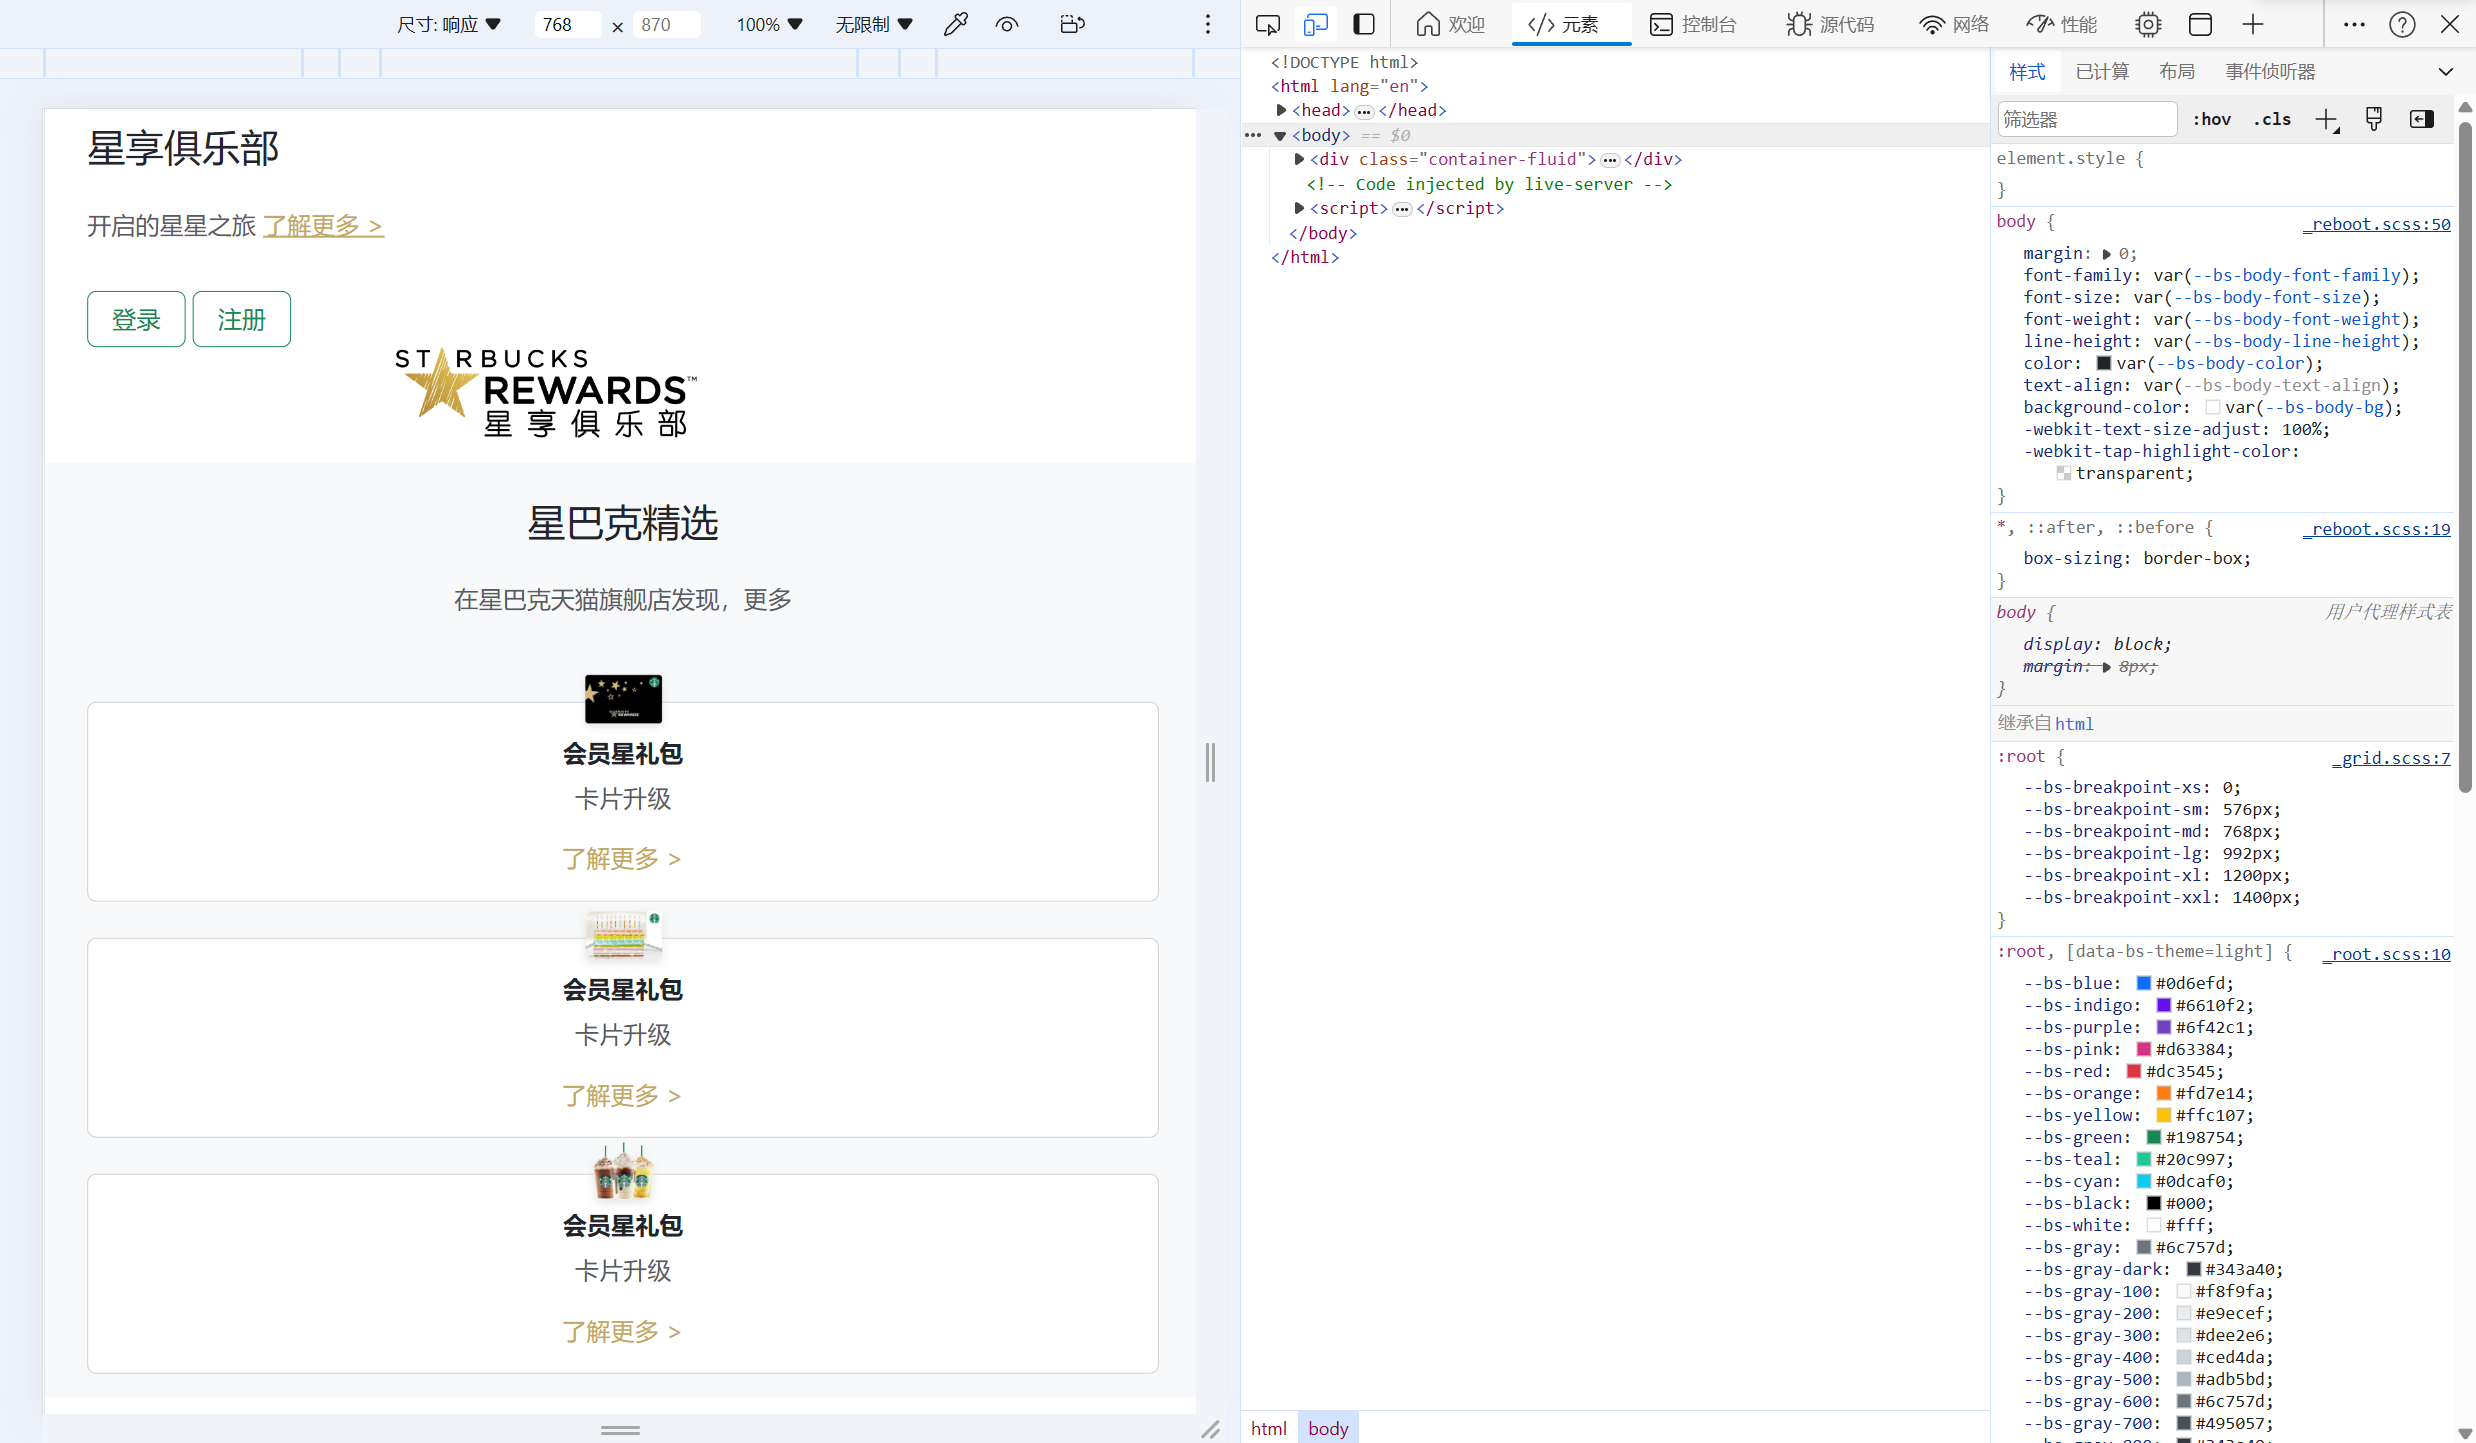 尺寸: 响应 768 × 870 100% 无限制
星享俱乐部
开启的星星之旅 了解更多 >
登录 注册
STARBUCKS
REWARDS™
星享俱乐部
星巴克精选
在星巴克天猫旗舰店发现，更多
会员星礼包
卡片升级
了解更多 >
会员星礼包
卡片升级
了解更多 >
会员星礼包
卡片升级
了解更多 >
欢迎 </> 元素 控制台 源代码 网络 性能
<!DOCTYPE html>
<html lang="en">
<head> ••• </head>
••• <body> == $0
<div class="container-fluid"> ••• </div>
<!-- Code injected by live-server -->
<script> ••• </script>
</body>
</html>
html body
样式 已计算 布局 事件侦听器
筛选器 :hov .cls
element.style {
}
body { _reboot.scss:50
margin: 0;
font-family: var(--bs-body-font-family);
font-size: var(--bs-body-font-size);
font-weight: var(--bs-body-font-weight);
line-height: var(--bs-body-line-height);
color: var(--bs-body-color);
text-align: var(--bs-body-text-align);
background-color: var(--bs-body-bg);
-webkit-text-size-adjust: 100%;
-webkit-tap-highlight-color:
transparent;
}
*, ::after, ::before { _reboot.scss:19
box-sizing: border-box;
}
body { 用户代理样式表
display: block;
margin: 8px;
}
继承自 html
:root { _grid.scss:7
--bs-breakpoint-xs: 0;
--bs-breakpoint-sm: 576px;
--bs-breakpoint-md: 768px;
--bs-breakpoint-lg: 992px;
--bs-breakpoint-xl: 1200px;
--bs-breakpoint-xxl: 1400px;
}
:root, [data-bs-theme=light] { _root.scss:10
--bs-blue: #0d6efd;
--bs-indigo: #6610f2;
--bs-purple: #6f42c1;
--bs-pink: #d63384;
--bs-red: #dc3545;
--bs-orange: #fd7e14;
--bs-yellow: #ffc107;
--bs-green: #198754;
--bs-teal: #20c997;
--bs-cyan: #0dcaf0;
--bs-black: #000;
--bs-white: #fff;
--bs-gray: #6c757d;
--bs-gray-dark: #343a40;
--bs-gray-100: #f8f9fa;
--bs-gray-200: #e9ecef;
--bs-gray-300: #dee2e6;
--bs-gray-400: #ced4da;
--bs-gray-500: #adb5bd;
--bs-gray-600: #6c757d;
--bs-gray-700: #495057;